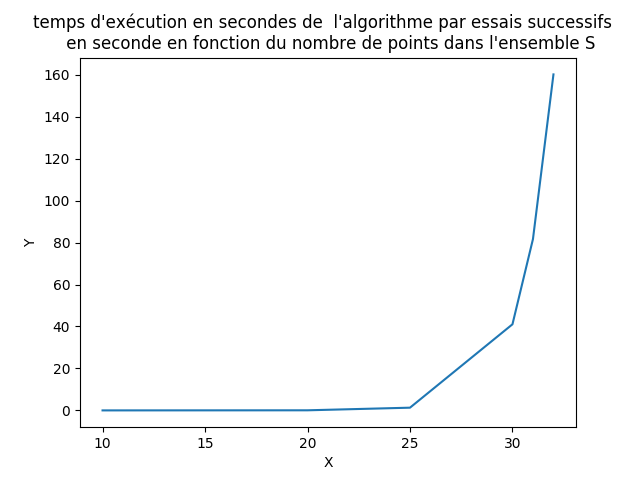 temps d'exécution en secondes de  l'algorithme par essais successifs
en seconde en fonction du nombre de points dans l'ensemble S
160
140
120
100
80
60
40
20
0
Y
10 15 20 25 30
X